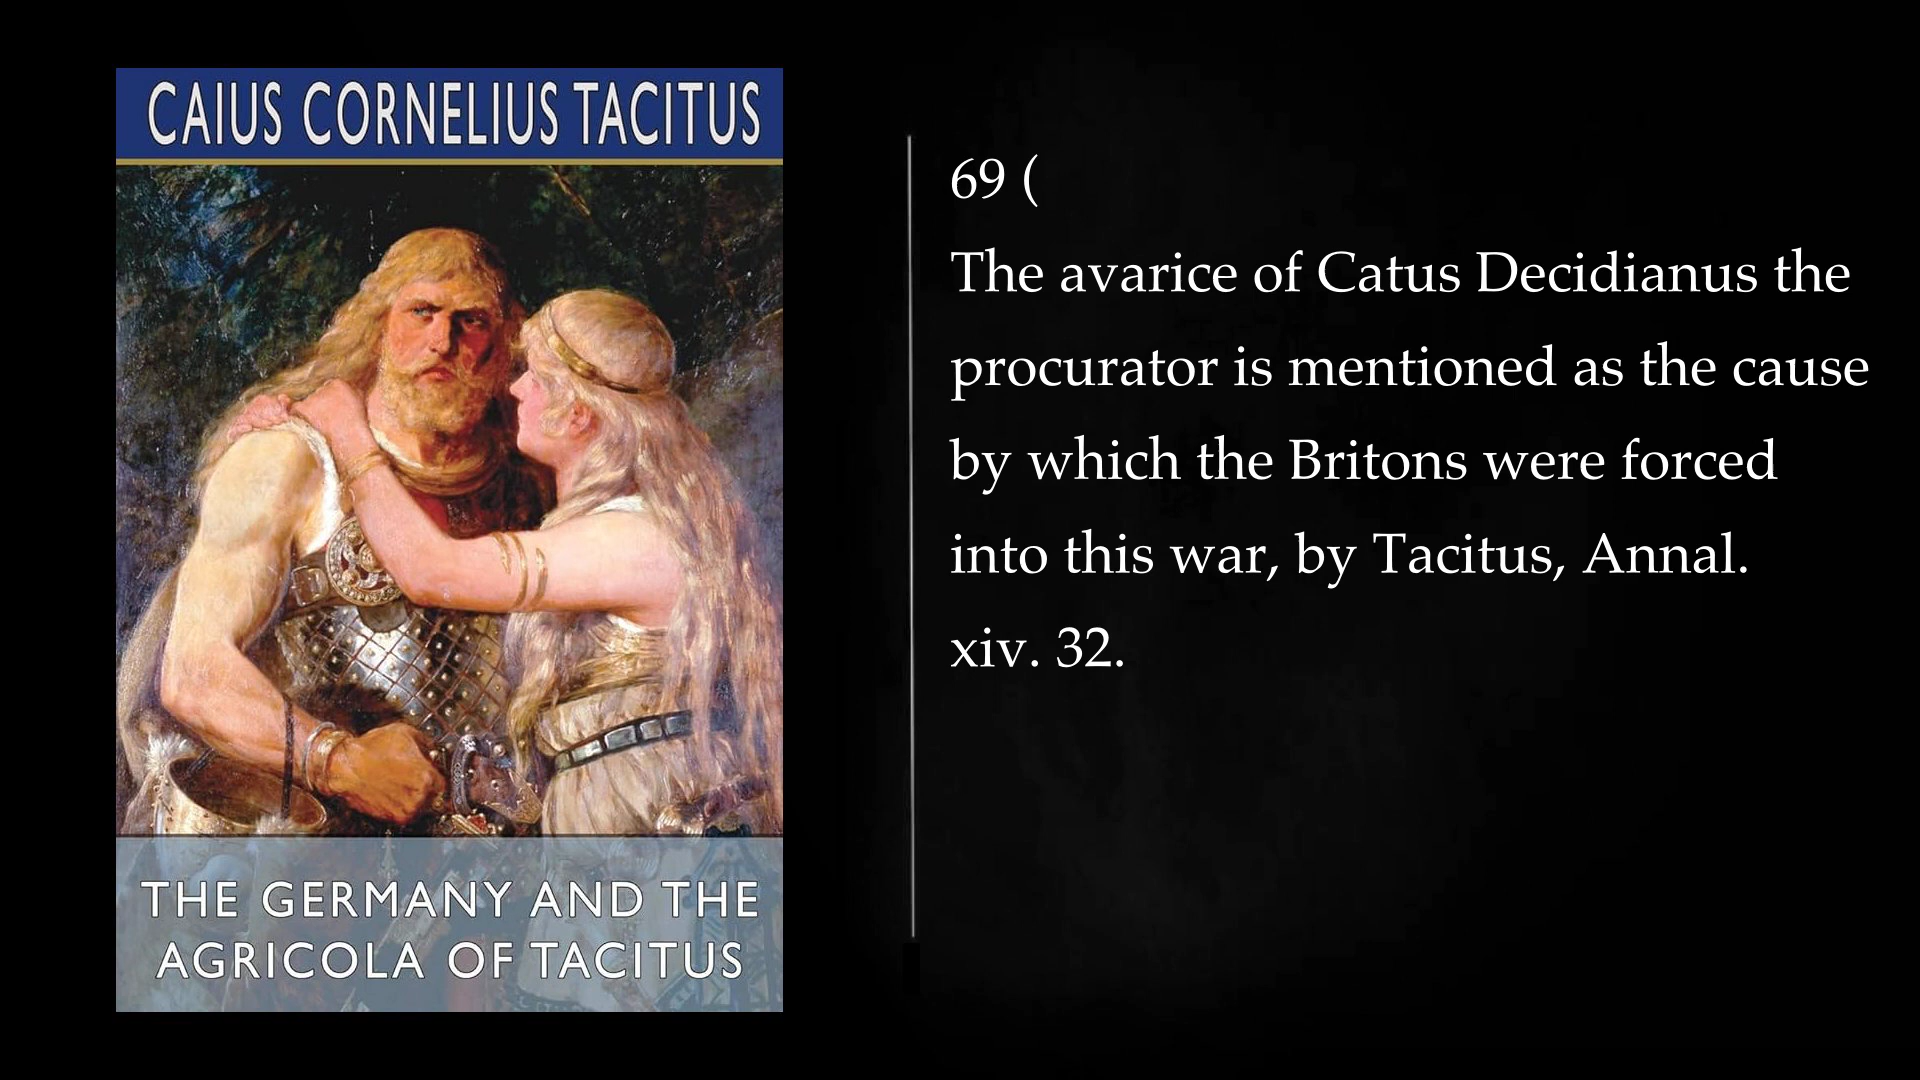 CAIUS CORNELIUS TACITUS
THE GERMANY AND THE
AGRICOLA OF TACITUS
69 (
The avarice of Catus Decidianus the
procurator is mentioned as the cause
by which the Britons were forced
into this war, by Tacitus, Annal.
xiv. 32.